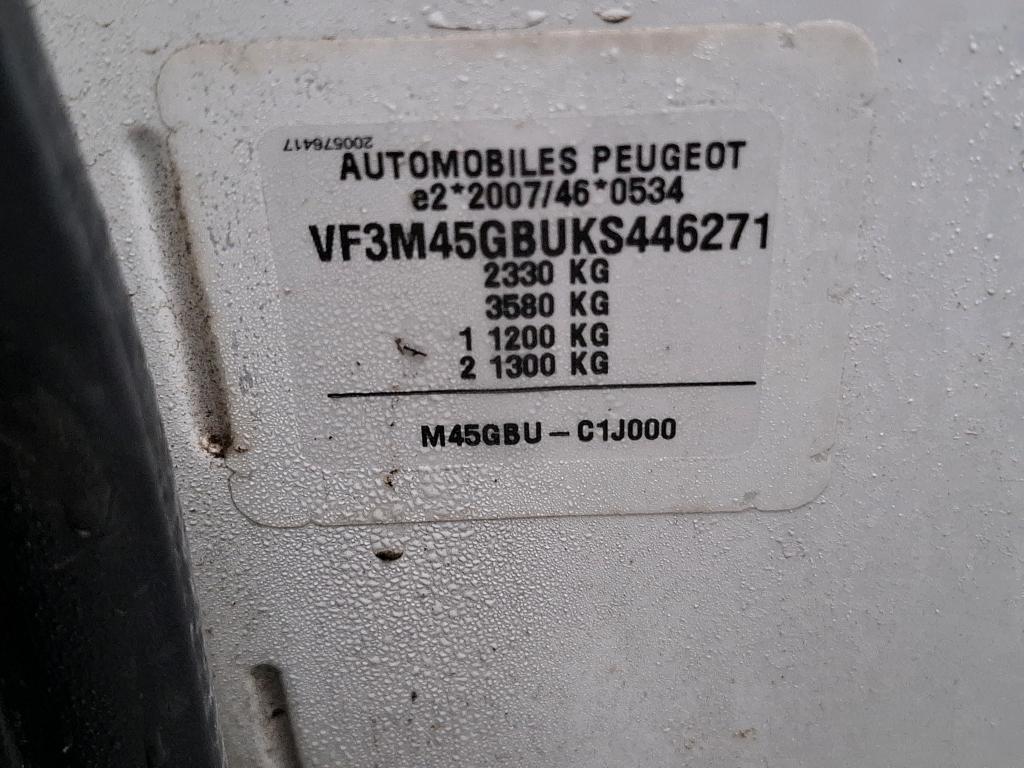 200576417
AUTOMOBILES PEUGEOT
e2*2007/46*0534
VF3M45GBUKS446271
2330 KG
3580 KG
1 1200 KG
2 1300 KG
M45GBU – C1J000